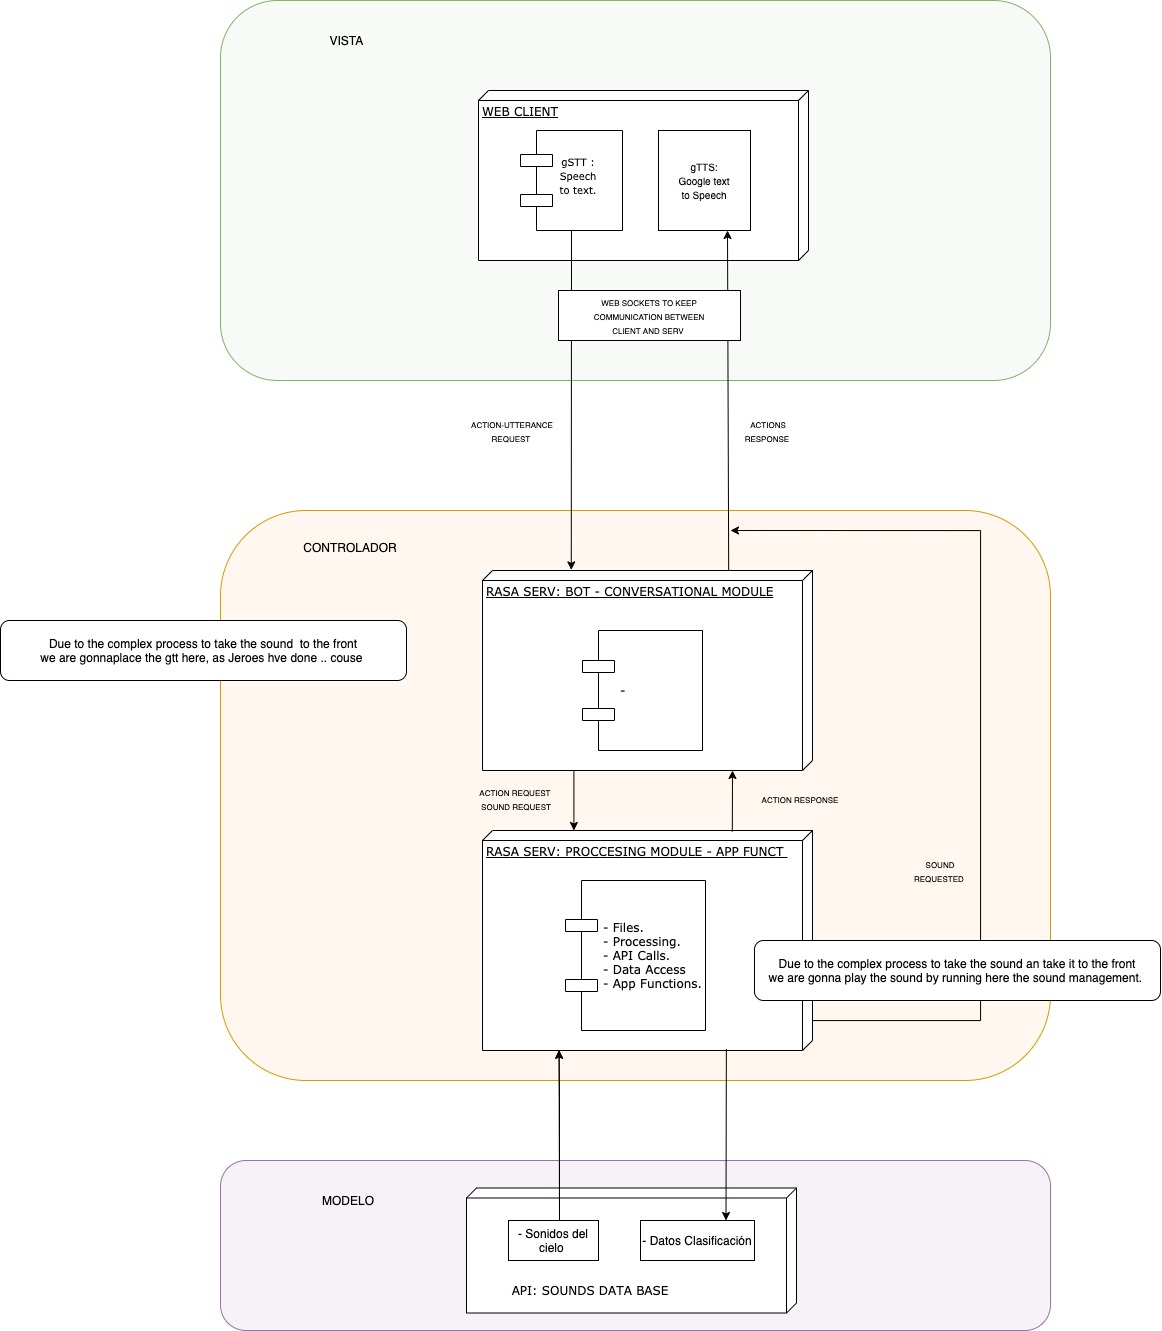 VISTA
WEB CLIENT
gSTT :
Speech
to text.
gTTS:
Google text
to Speech
WEB SOCKETS TO KEEP
COMMUNICATION BETWEEN
CLIENT AND SERV
ACTION-UTTERANCE
REQUEST
ACTIONS
RESPONSE
CONTROLADOR
RASA SERV: BOT - CONVERSATIONAL MODULE
Due to the complex process to take the sound to the front
we are gonnaplace the gtt here, as Jeroes hve done .. couse
-
ACTION REQUEST
SOUND REQUEST
ACTION RESPONSE
RASA SERV: PROCCESING MODULE - APP FUNCT
SOUND
REQUESTED
- Files.
- Processing.
- API Calls.
- Data Access
- App Functions.
Due to the complex process to take the sound an take it to the front
we are gonna play the sound by running here the sound management.
MODELO
- Sonidos del
cielo
- Datos Clasificación
API: SOUNDS DATA BASE